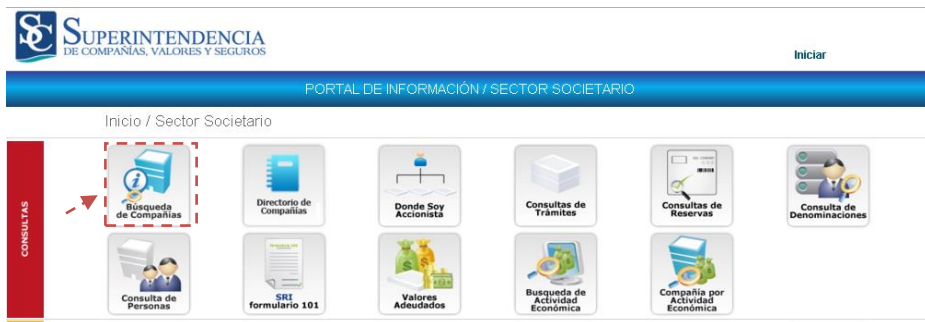 SC SUPERINTENDENCIA
DE COMPAÑÍAS, VALORES Y SEGUROS
Iniciar
PORTAL DE INFORMACIÓN / SECTOR SOCIETARIO
Inicio / Sector Societario
CONSULTAS
Búsqueda
de Compañías
Directorio de
Compañías
Donde Soy
Accionista
Consultas de
Trámites
Consultas de
Reservas
Consulta de
Denominaciones
Consulta de
Personas
SRI
formulario 101
Valores
Adeudados
Busqueda de
Actividad
Económica
Compañía por
Actividad
Económica